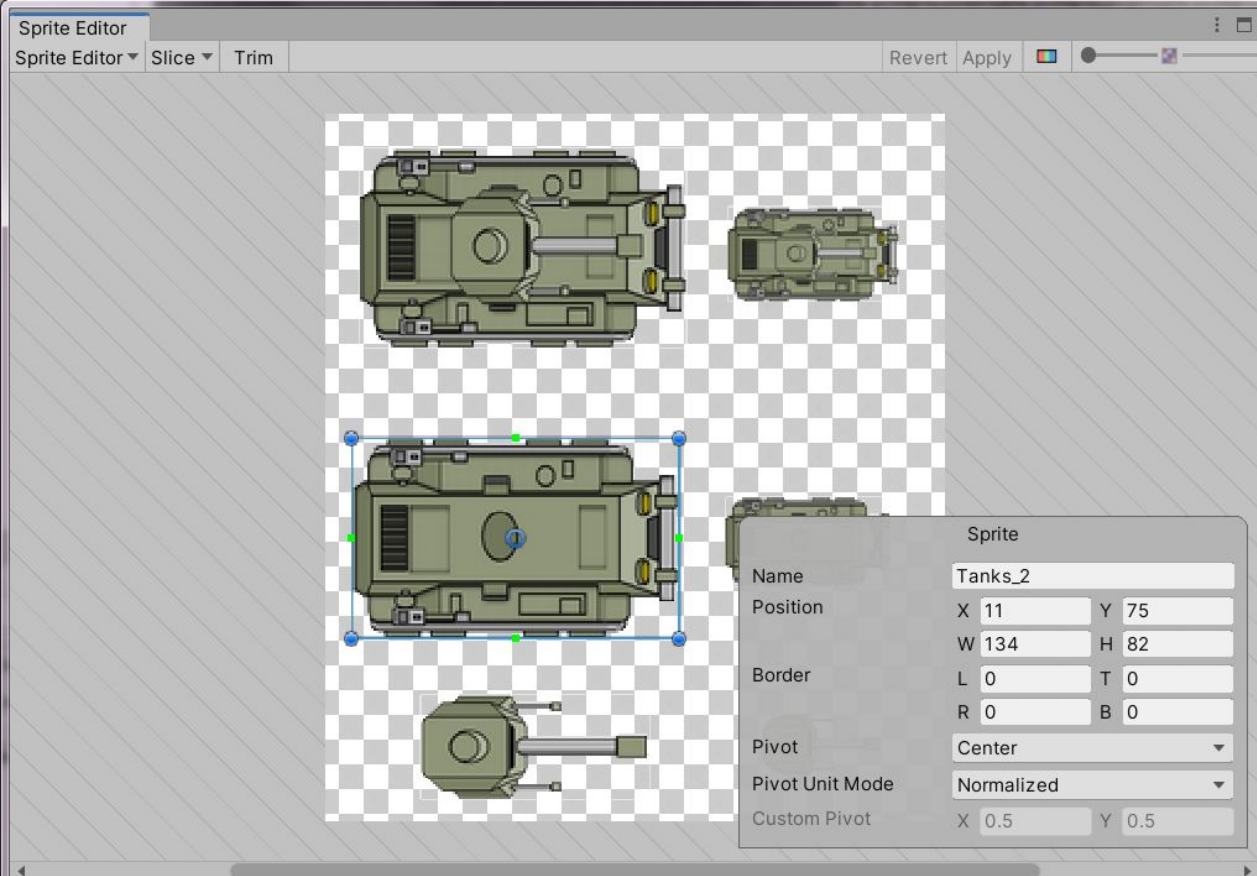 Sprite Editor
Sprite Editor Slice Trim Revert Apply
Sprite
Name Tanks_2
Position X 11 Y 75
W 134 H 82
Border L 0 T 0
R 0 B 0
Pivot Center
Pivot Unit Mode Normalized
Custom Pivot X 0.5 Y 0.5